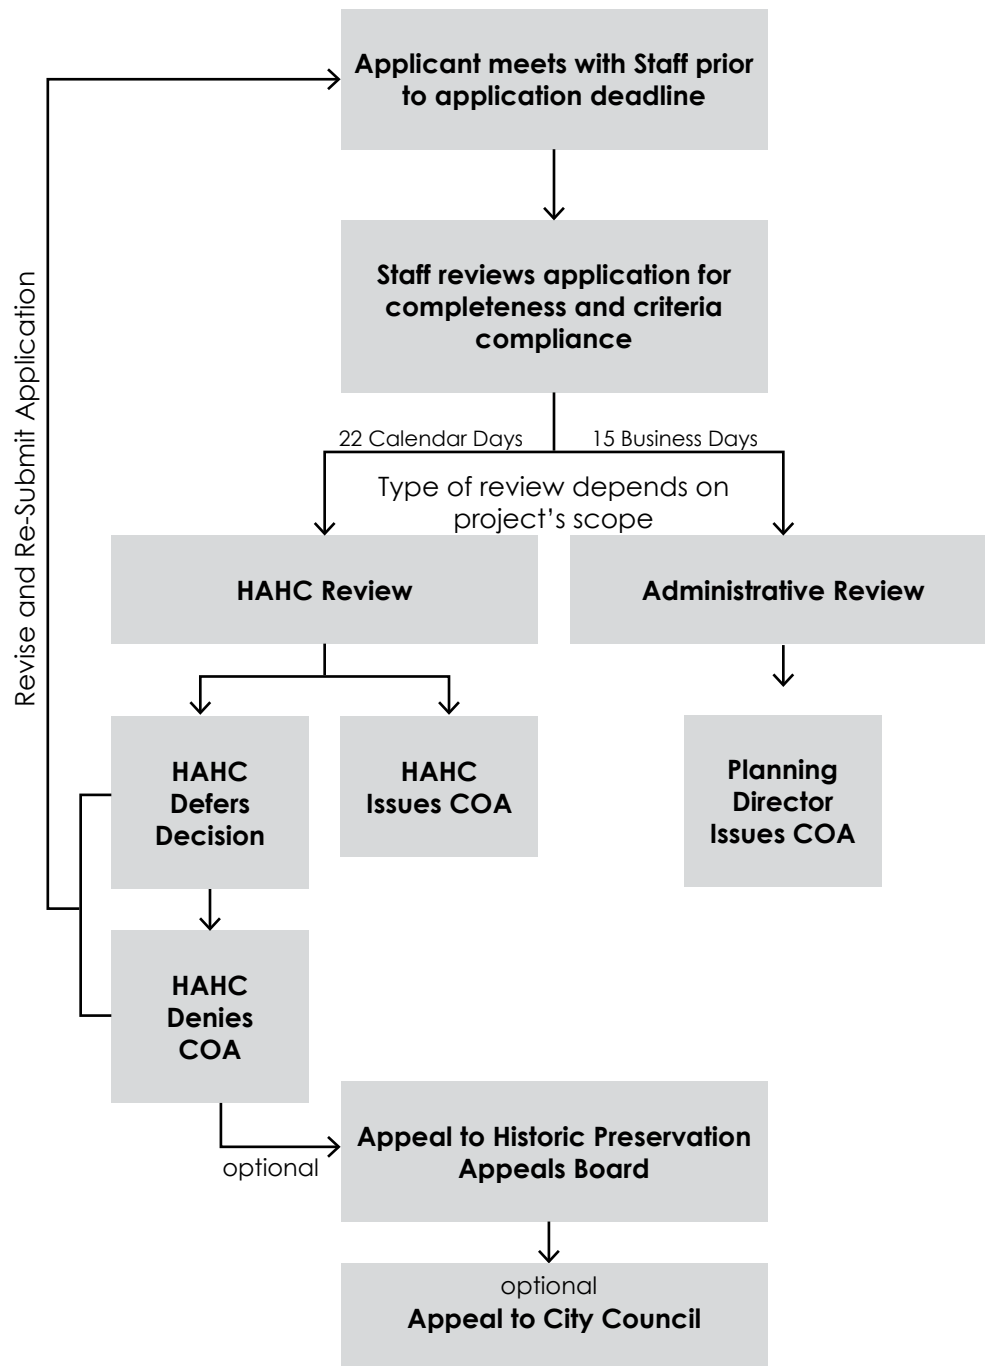 Applicant meets with Staff prior
to application deadline
Revise and Re-Submit Application
Staff reviews application for
completeness and criteria
compliance
22 Calendar Days
15 Business Days
Type of review depends on
project's scope
HAHC Review
Administrative Review
HAHC
Defers
Decision
HAHC
Issues COA
Planning
Director
Issues COA
HAHC
Denies
COA
optional
Appeal to Historic Preservation
Appeals Board
optional
Appeal to City Council